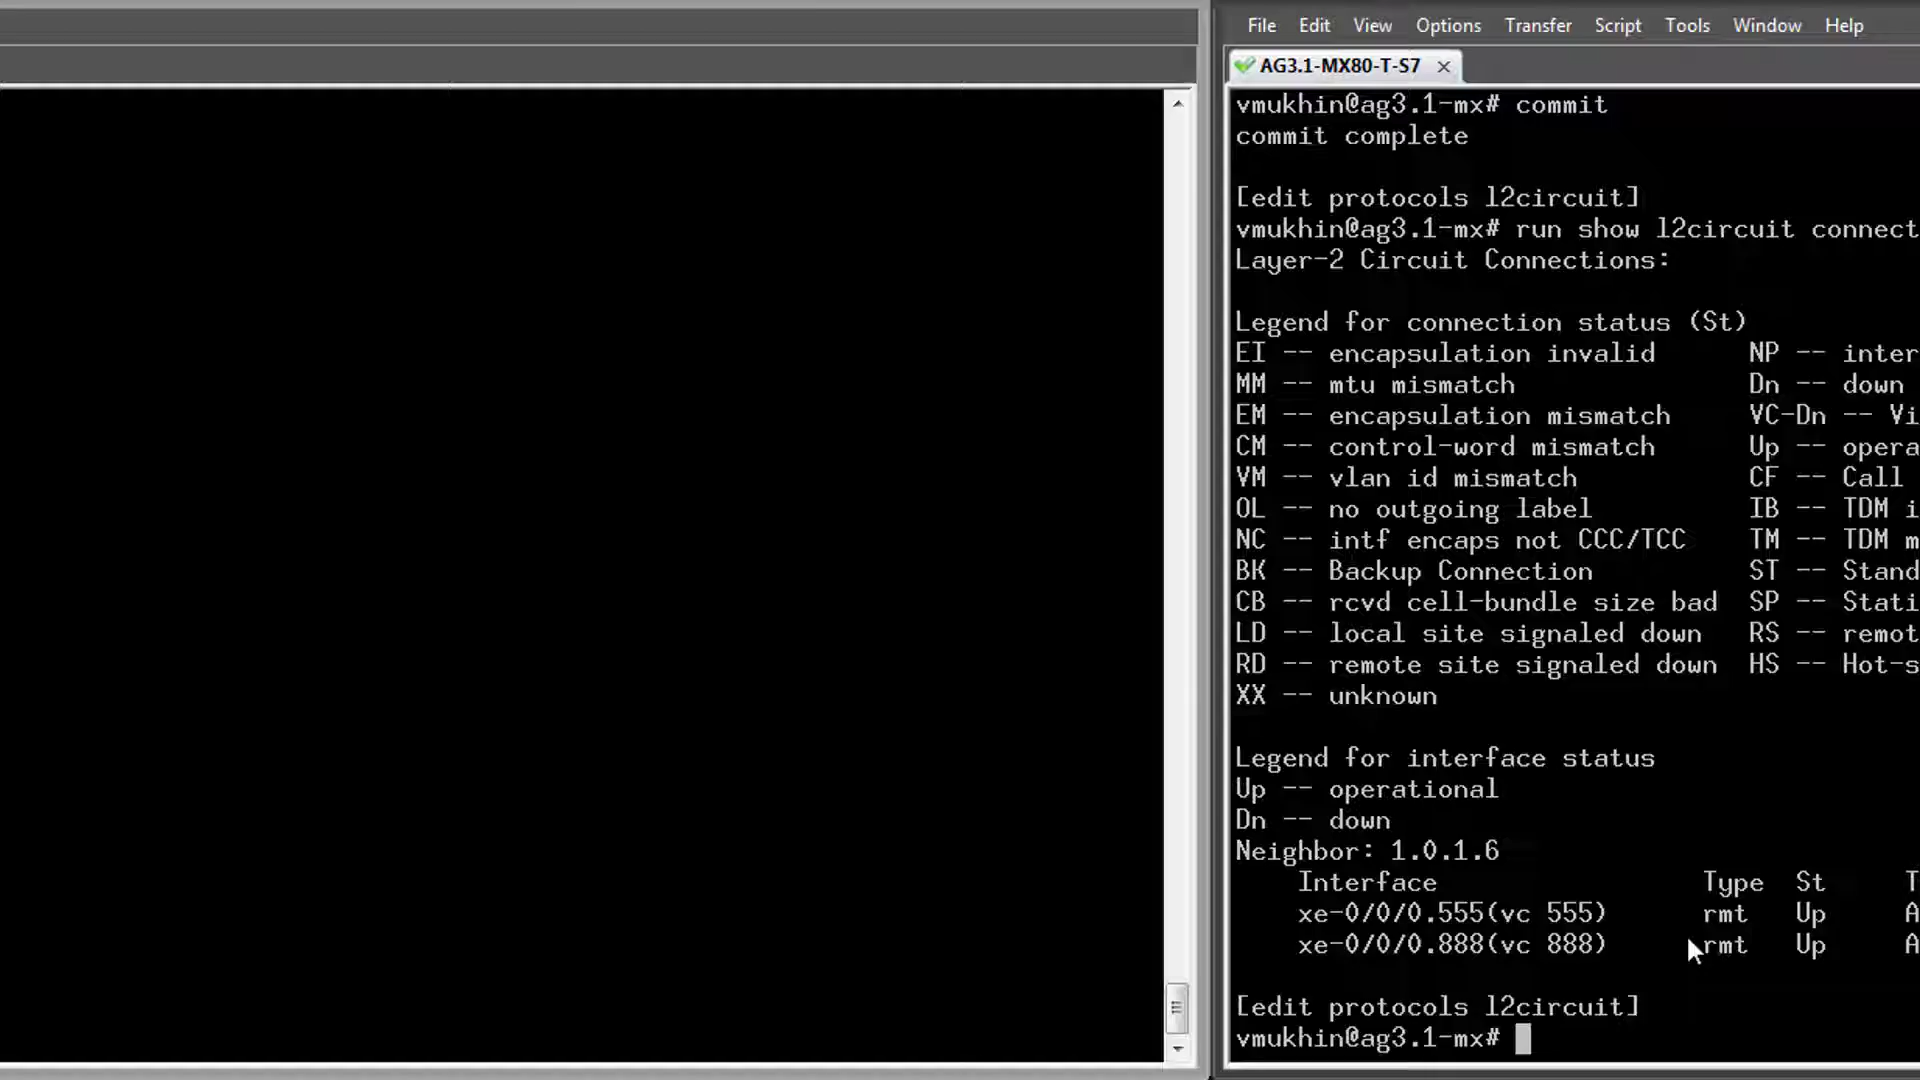 File Edit View Options Transfer Script Tools Window Help
AG3.1-MX80-T-S7
vmukhin@ag3.1-mx# commit
commit complete
[edit protocols l2circuit]
vmukhin@ag3.1-mx# run show l2circuit connect
Layer-2 Circuit Connections:
Legend for connection status (St)
EI -- encapsulation invalid NP -- inter
MM -- mtu mismatch Dn -- down
EM -- encapsulation mismatch VC-Dn -- Vi
CM -- control-word mismatch Up -- opera
VM -- vlan id mismatch CF -- Call
OL -- no outgoing label IB -- TDM i
NC -- intf encaps not CCC/TCC TM -- TDM m
BK -- Backup Connection ST -- Stand
CB -- rcvd cell-bundle size bad SP -- Stati
LD -- local site signaled down RS -- remot
RD -- remote site signaled down HS -- Hot-s
XX -- unknown
Legend for interface status
Up -- operational
Dn -- down
Neighbor: 1.0.1.6
Interface Type St T
xe-0/0/0.555(vc 555) rmt Up A
xe-0/0/0.888(vc 888) rmt Up A
[edit protocols l2circuit]
vmukhin@ag3.1-mx#